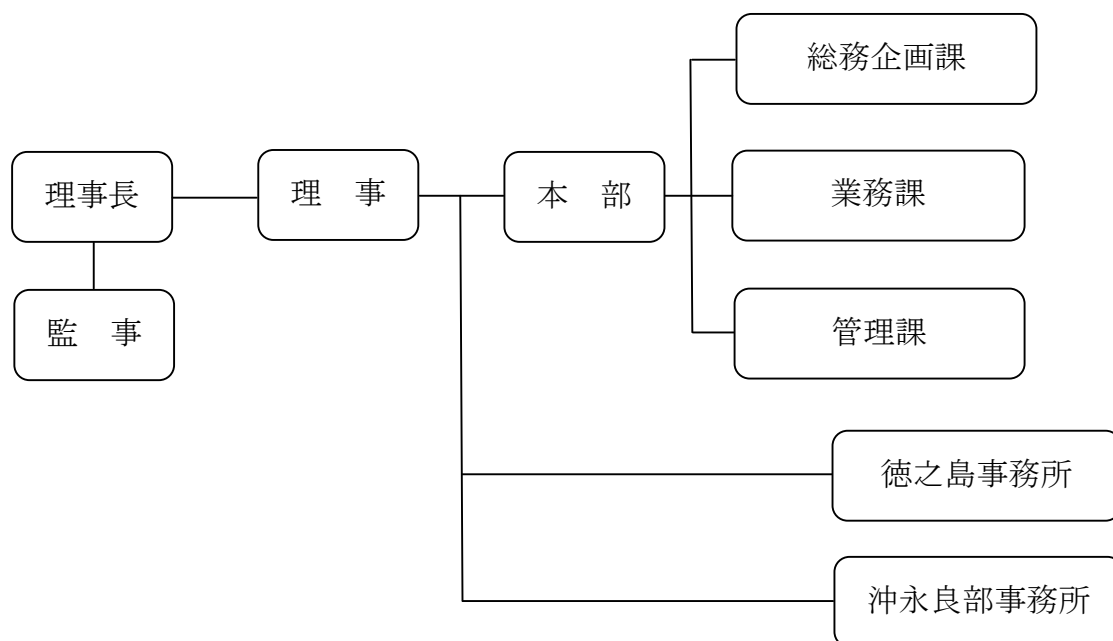 総務企画課
理事長
理　事
本　部
業務課
監　事
管理課
徳之島事務所
沖永良部事務所